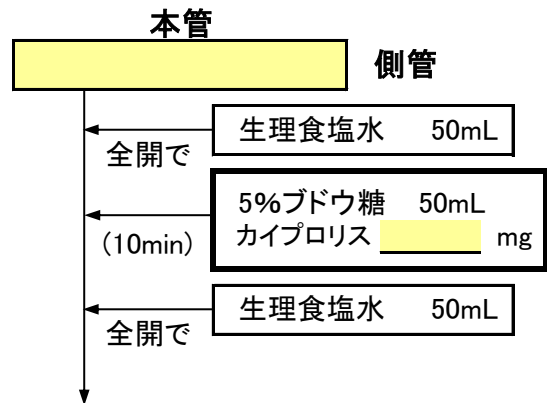 本管
側管
生理食塩水 50mL
全開で
5%ブドウ糖 50mL
カイプロリス mg
(10min)
生理食塩水 50mL
全開で